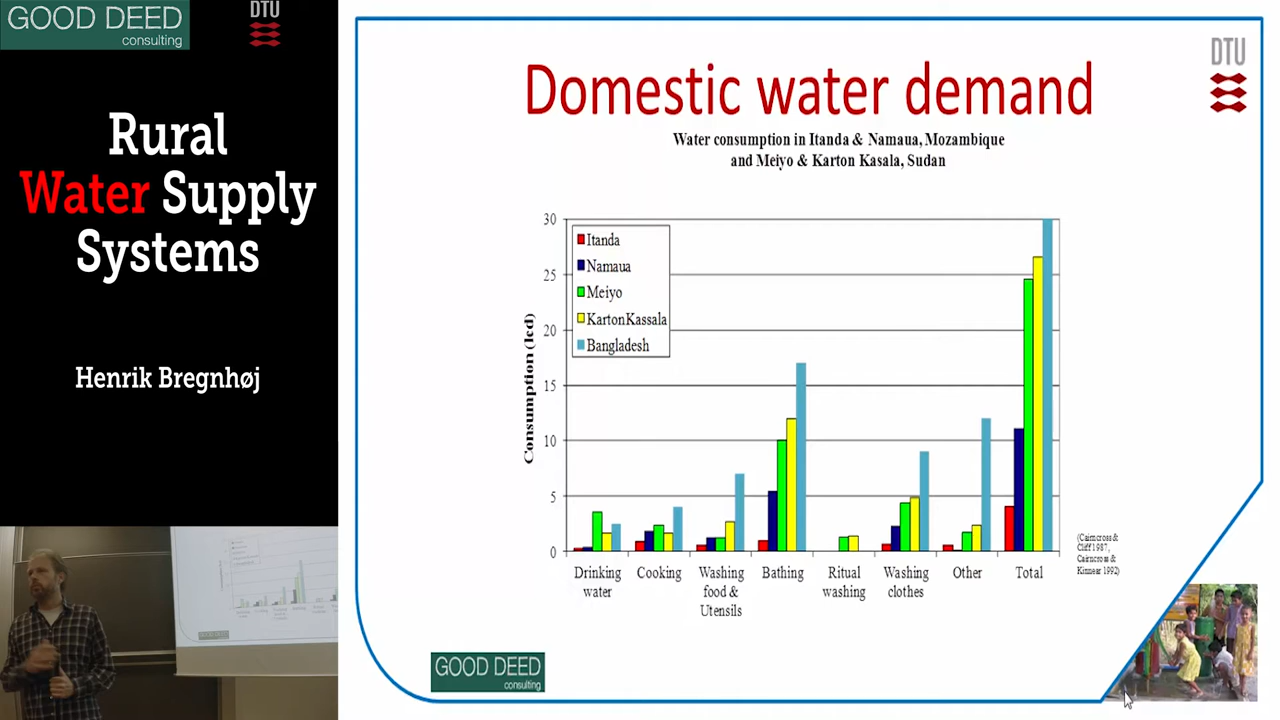 GOOD DEED
consulting
DTU
Rural
Water Supply
Systems
Henrik Bregnhøj
DTU
Domestic water demand
Water consumption in Itanda & Namaua, Mozambique
and Meiyo & Karton Kasala, Sudan
Consumption (lcd)
30
25
20
15
10
5
0
Itanda
Namaua
Meiyo
KartonKassala
Bangladesh
Drinking
water
Cooking
Washing
food &
Utensils
Bathing
Ritual
washing
Washing
clothes
Other
Total
(Cairncross &
Cliff 1987,
Cairncross &
Kinnear 1992)
GOOD DEED
consulting